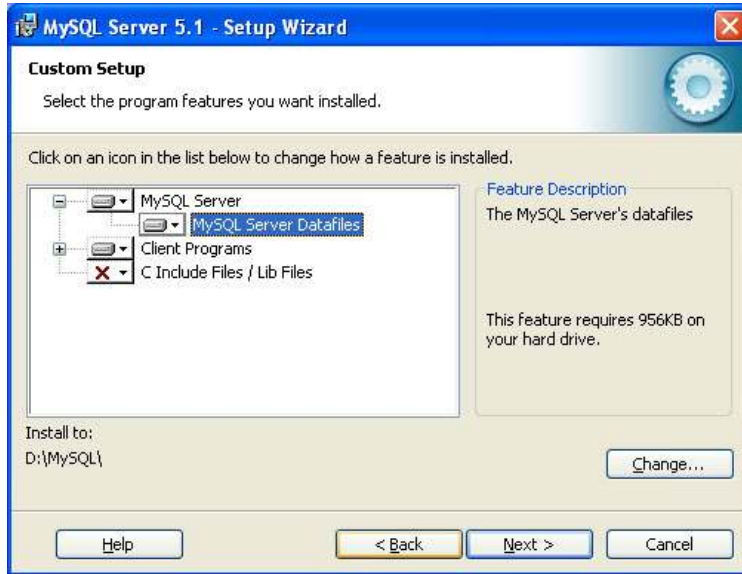 MySQL Server 5.1 - Setup Wizard
Custom Setup
Select the program features you want installed.
Click on an icon in the list below to change how a feature is installed.
MySQL Server
MySQL Server Datafiles
Client Programs
C Include Files / Lib Files
Feature Description
The MySQL Server's datafiles
This feature requires 956KB on
your hard drive.
Install to:
D:\MySQL\
Change...
Help
< Back
Next >
Cancel